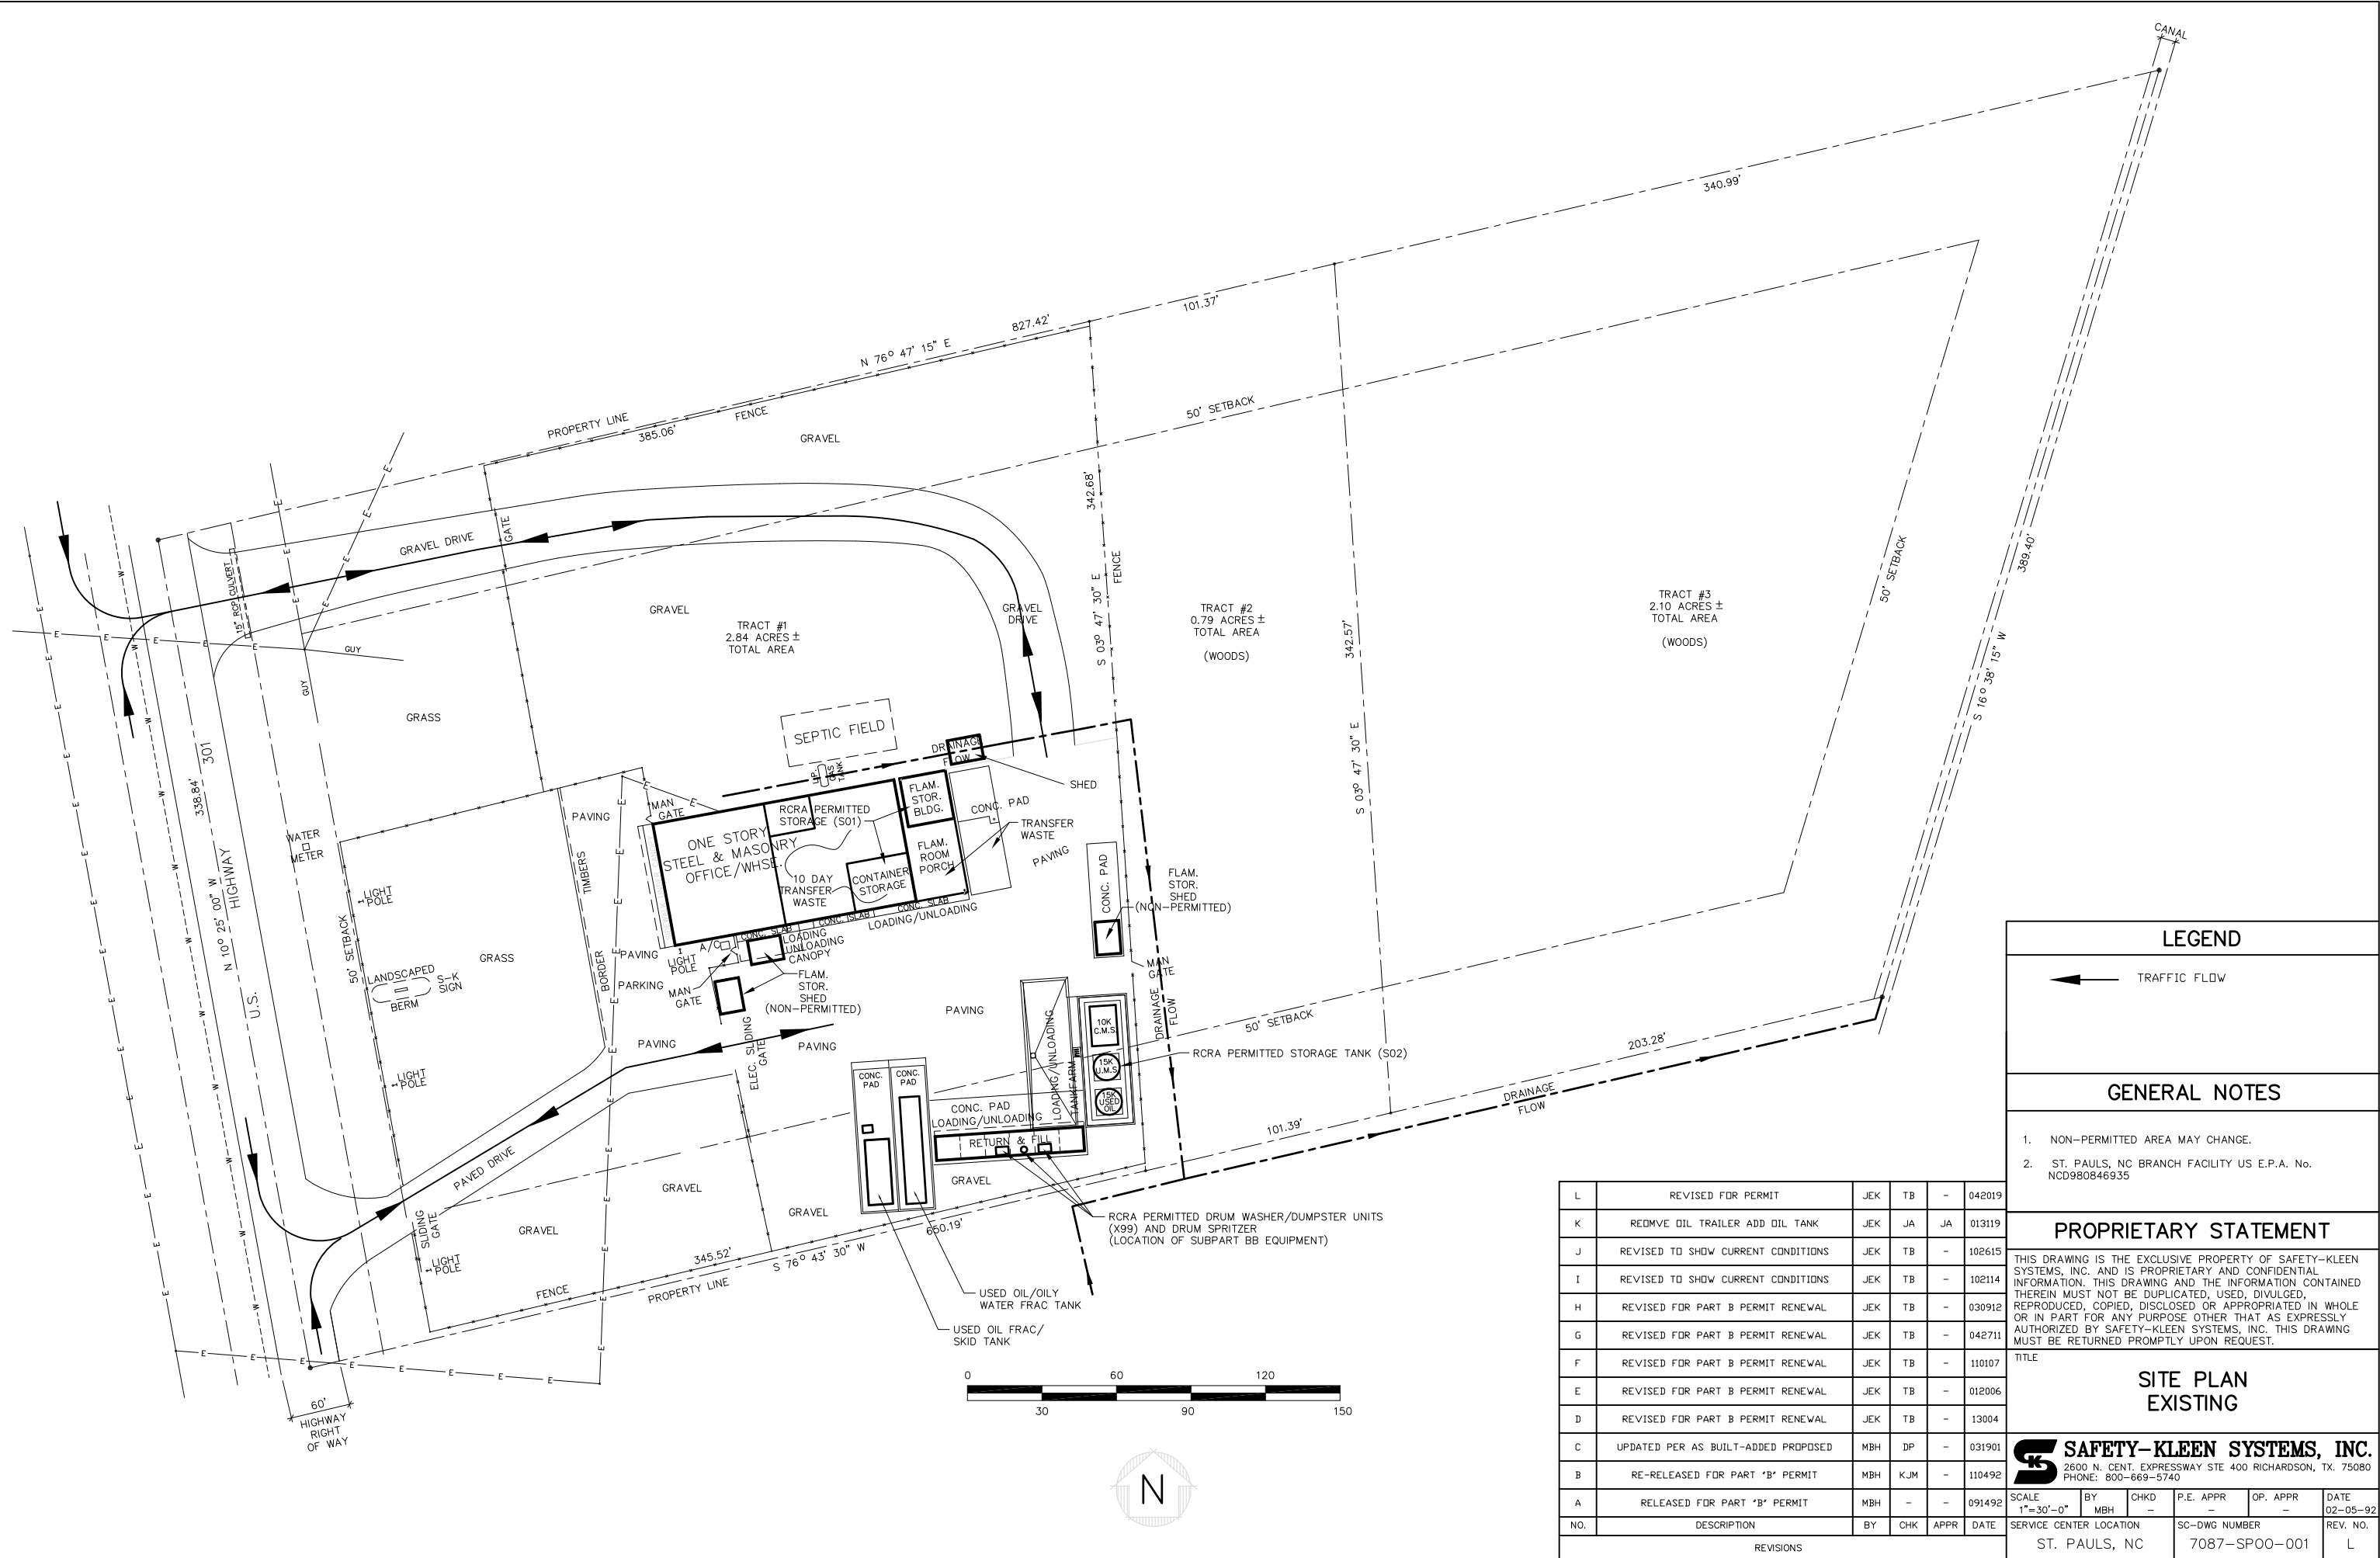 CANAL
340.99'
101.37'
827.42'
N 76° 47' 15" E
PROPERTY LINE
385.06'
FENCE
GRAVEL
50' SETBACK
GRAVEL DRIVE
GATE
15" RCP CULVERT
342.68'
S 03° 47' 30" E
FENCE
GRAVEL
TRACT #1
2.84 ACRES ±
TOTAL AREA
GRAVEL
DRIVE
TRACT #2
0.79 ACRES ±
TOTAL AREA
(WOODS)
342.57'
S 03° 47' 30" E
TRACT #3
2.10 ACRES ±
TOTAL AREA
(WOODS)
50' SETBACK
389.40'
S 16° 38' 15" W
GUY
GUY
GRASS
SEPTIC FIELD
L.P.
GAS
TANK
DRAINAGE
FLOW
SHED
338.84'
N 10° 25' 00" W
U.S. HIGHWAY 301
WATER
METER
LIGHT
POLE
50' SETBACK
LANDSCAPED
BERM
S-K
SIGN
GRASS
TIMBERS
BORDER
PAVING
MAN
GATE
ONE STORY
STEEL & MASONRY
OFFICE/WHSE.
RCRA PERMITTED
STORAGE (S01)
FLAM.
STOR.
BLDG.
FLAM.
ROOM
PORCH
10 DAY
TRANSFER
WASTE
CONTAINER
STORAGE
CONC. PAD
TRANSFER
WASTE
PAVING
CONC. PAD
FLAM.
STOR.
SHED
(NON-PERMITTED)
CONC. SLAB
CONC. SLAB
CONC. SLAB
LOADING/UNLOADING
LOADING
UNLOADING
CANOPY
A/C
LIGHT
POLE
PAVING
PARKING
MAN
GATE
FLAM.
STOR.
SHED
(NON-PERMITTED)
ELEC. SLIDING
GATE
PAVING
PAVING
PAVING
MAN
GATE
DRAINAGE
FLOW
50' SETBACK
LOADING/UNLOADING
TANKFARM
10K
C.M.S.
15K
U.M.S.
15K
USED
OIL
RCRA PERMITTED STORAGE TANK (S02)
CONC.
PAD
CONC.
PAD
CONC. PAD
LOADING/UNLOADING
RETURN & FILL
GRAVEL
RCRA PERMITTED DRUM WASHER/DUMPSTER UNITS
(X99) AND DRUM SPRITZER
(LOCATION OF SUBPART BB EQUIPMENT)
203.28'
101.39'
DRAINAGE
FLOW
LIGHT
POLE
PAVED DRIVE
SLIDING
GATE
LIGHT
POLE
GRAVEL
GRAVEL
GRAVEL
345.52'
S 76° 43' 30" W
650.19'
FENCE
PROPERTY LINE
USED OIL/OILY
WATER FRAC TANK
USED OIL FRAC/
SKID TANK
60'
HIGHWAY
RIGHT
OF WAY
0 60 120
30 90 150
N
LEGEND
TRAFFIC FLOW
GENERAL NOTES
1. NON-PERMITTED AREA MAY CHANGE.
2. ST. PAULS, NC BRANCH FACILITY US E.P.A. No.
NCD980846935
PROPRIETARY STATEMENT
THIS DRAWING IS THE EXCLUSIVE PROPERTY OF SAFETY-KLEEN
SYSTEMS, INC. AND IS PROPRIETARY AND CONFIDENTIAL
INFORMATION. THIS DRAWING AND THE INFORMATION CONTAINED
THEREIN MUST NOT BE DUPLICATED, USED, DIVULGED,
REPRODUCED, COPIED, DISCLOSED OR APPROPRIATED IN WHOLE
OR IN PART FOR ANY PURPOSE OTHER THAT AS EXPRESSLY
AUTHORIZED BY SAFETY-KLEEN SYSTEMS, INC. THIS DRAWING
MUST BE RETURNED PROMPTLY UPON REQUEST.
TITLE
SITE PLAN
EXISTING
SK SAFETY-KLEEN SYSTEMS, INC.
2600 N. CENT. EXPRESSWAY STE 400 RICHARDSON, TX. 75080
PHONE: 800-669-5740
SCALE BY CHKD P.E. APPR OP. APPR DATE
1"=30'-0" MBH - - - 02-05-92
SERVICE CENTER LOCATION SC-DWG NUMBER REV. NO.
ST. PAULS, NC 7087-SP00-001 L
L REVISED FOR PERMIT JEK TB - 042019
K REOMVE OIL TRAILER ADD OIL TANK JEK JA JA 013119
J REVISED TO SHOW CURRENT CONDITIONS JEK TB - 102615
I REVISED TO SHOW CURRENT CONDITIONS JEK TB - 102114
H REVISED FOR PART B PERMIT RENEWAL JEK TB - 030912
G REVISED FOR PART B PERMIT RENEWAL JEK TB - 042711
F REVISED FOR PART B PERMIT RENEWAL JEK TB - 110107
E REVISED FOR PART B PERMIT RENEWAL JEK TB - 012006
D REVISED FOR PART B PERMIT RENEWAL JEK TB - 13004
C UPDATED PER AS BUILT-ADDED PROPOSED MBH DP - 031901
B RE-RELEASED FOR PART "B" PERMIT MBH KJM - 110492
A RELEASED FOR PART "B" PERMIT MBH - - 091492
NO. DESCRIPTION BY CHK APPR DATE
REVISIONS